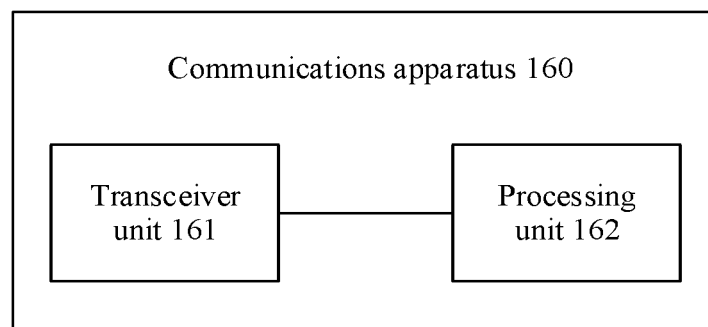 Communications apparatus 160
Transceiver
unit 161
Processing
unit 162